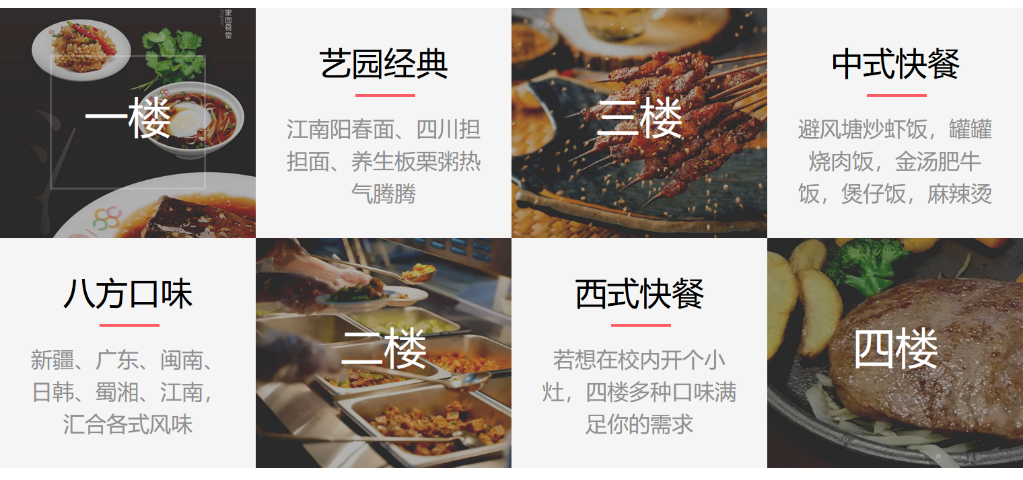 家园食堂
一楼
艺园经典
江南阳春面、四川担
担面、养生板栗粥热
气腾腾
三楼
中式快餐
避风塘炒虾饭，罐罐
烧肉饭，金汤肥牛
饭，煲仔饭，麻辣烫
八方口味
新疆、广东、闽南、
日韩、蜀湘、江南，
汇合各式风味
二楼
西式快餐
若想在校内开个小
灶，四楼多种口味满
足你的需求
四楼